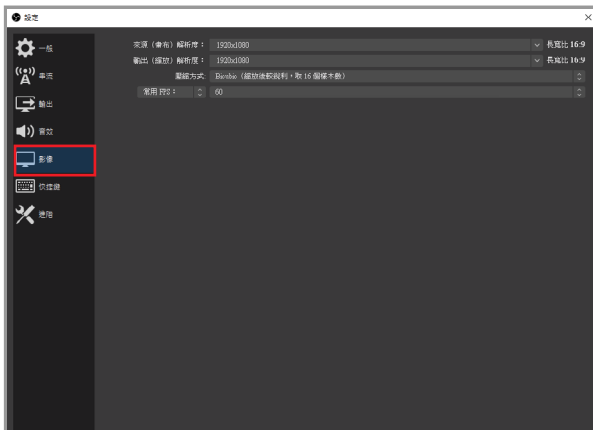 設定
一般
串流
輸出
音效
影像
快捷鍵
進階
來源（畫布）解析度： 1920x1080 長寬比 16:9
輸出（縮放）解析度： 1920x1080 長寬比 16:9
壓縮方式: Bicubic（縮放後較銳利，取 16 個樣本數）
常用 FPS： 60